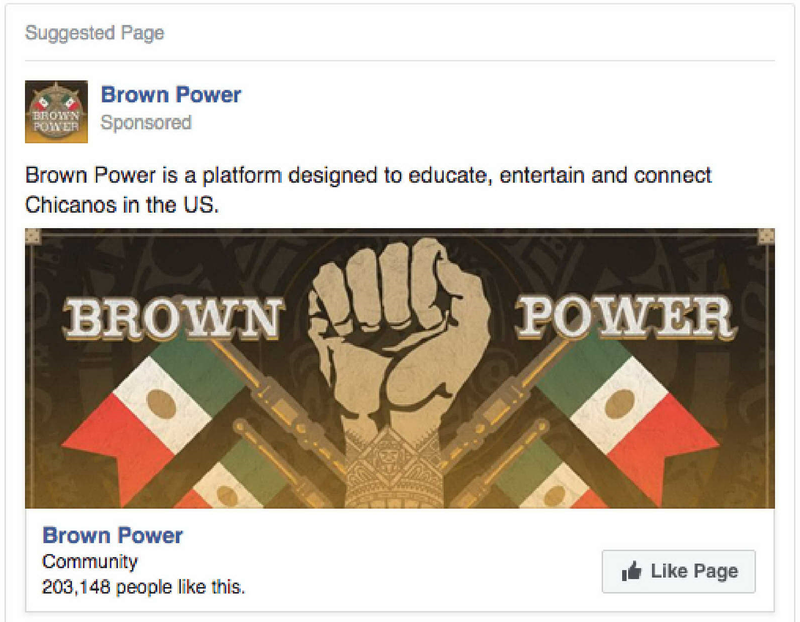 Suggested Page
Brown Power
Sponsored
BROWN
POWER
Brown Power is a platform designed to educate, entertain and connect
Chicanos in the US.
BROWN POWER
Brown Power
Community
203,148 people like this.
Like Page